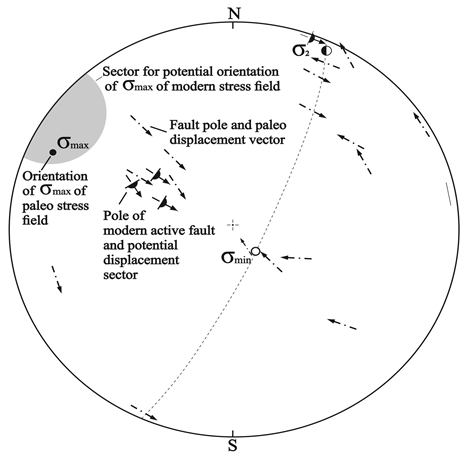 N
σ2
Sector for potential orientation
of σmax of modern stress field
σmax
Fault pole and paleo
displacement vector
Orientation
of σmax of
paleo stress
field
Pole of
modern active fault
and potential
displacement
sector
σmin
S